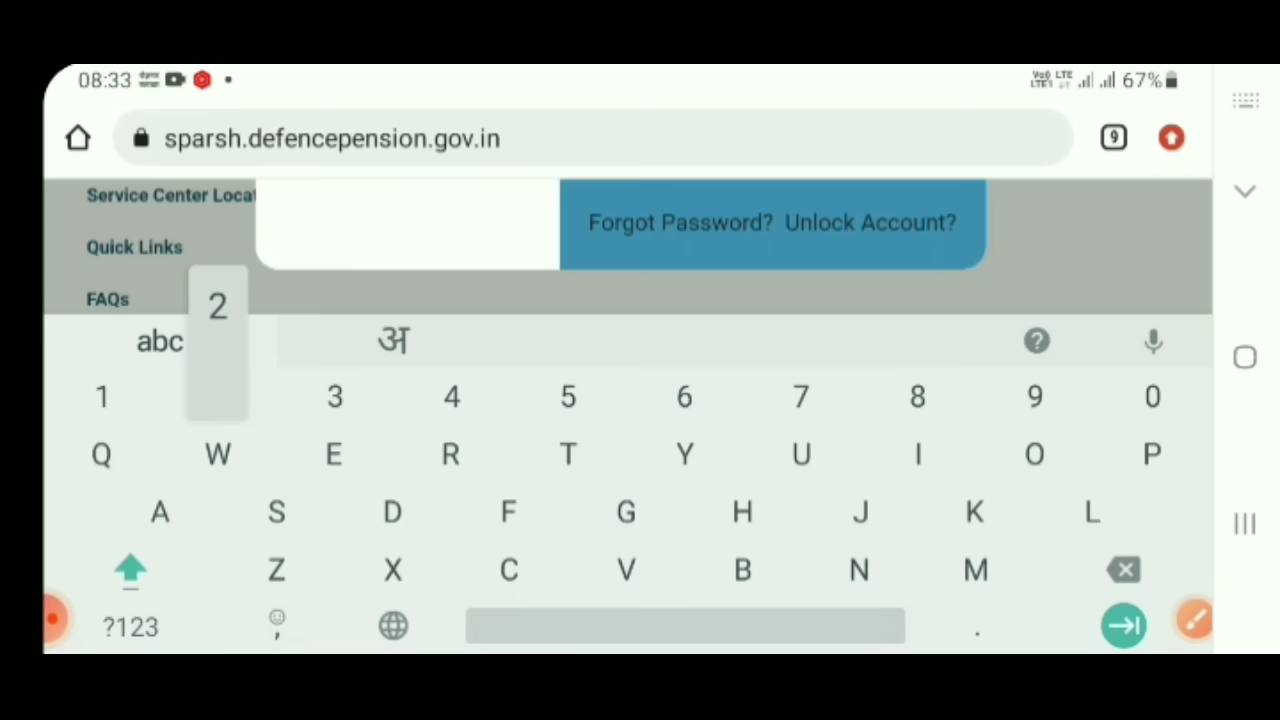 08:33
67%
9
sparsh.defencepension.gov.in
Service Center Locat
Forgot Password? Unlock Account?
Quick Links
FAQs
2
abc अ
1 3 4 5 6 7 8 9 0
Q W E R T Y U I O P
A S D F G H J K L
Z X C V B N M
?123 , .